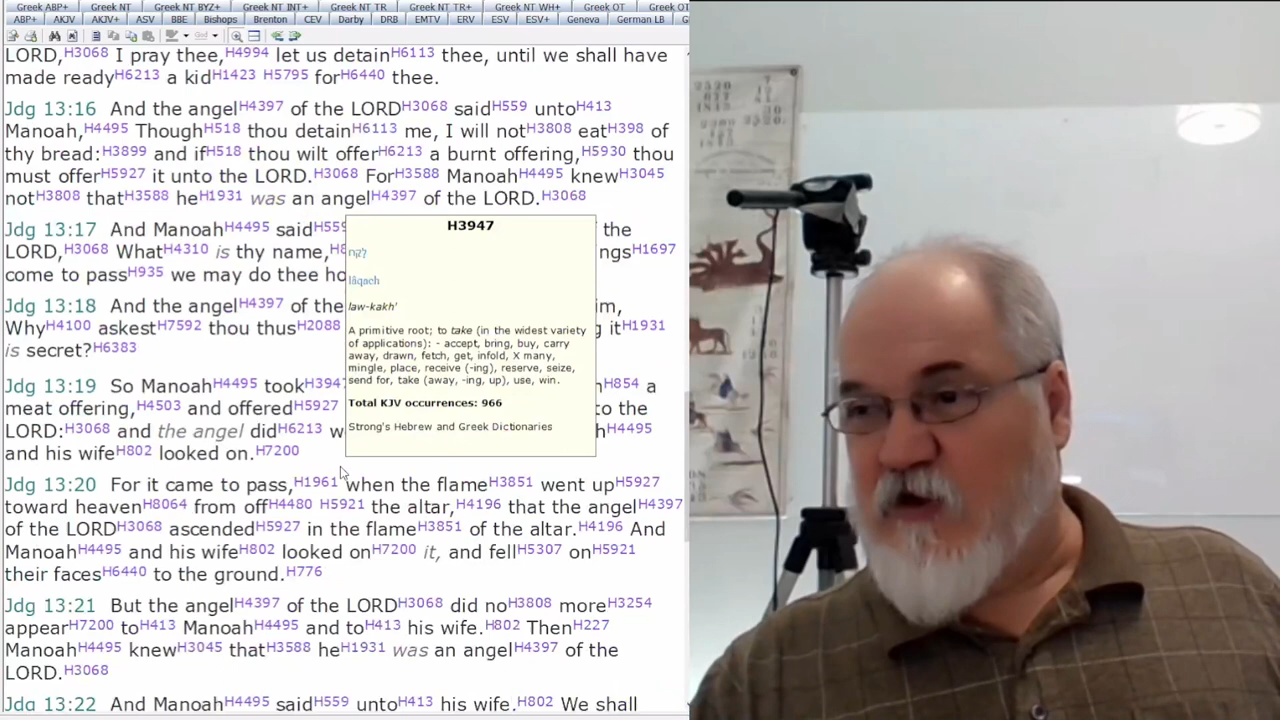 Greek ABP+ Greek NT Greek NT BYZ+ Greek NT INT+ Greek NT TR Greek NT TR+ Greek NT WH+ Greek OT Greek OT
ABP+ AKJV AKJV+ ASV BBE Bishops Brenton CEV Darby DRB EMTV ERV ESV ESV+ Geneva German LB
LORD,H3068 I pray thee,H4994 let us detainH6113 thee, until we shall have
made readyH6213 a kidH1423 H5795 forH6440 thee.
Jdg 13:16 And the angelH4397 of the LORDH3068 saidH559 untoH413
Manoah,H4495 ThoughH518 thou detainH6113 me, I will notH3808 eatH398 of
thy bread:H3899 and ifH518 thou wilt offerH6213 a burnt offering,H5930 thou
must offerH5927 it unto the LORD.H3068 ForH3588 ManoahH4495 knewH3045
notH3808 thatH3588 heH1931 was an angelH4397 of the LORD.H3068
Jdg 13:17 And ManoahH4495 saidH559 the
LORD,H3068 WhatH4310 is thy name,H8 ngsH1697
come to passH935 we may do thee ho
Jdg 13:18 And the angelH4397 of the im,
WhyH4100 askestH7592 thou thusH2088 g itH1931
is secret?H6383
Jdg 13:19 So ManoahH4495 tookH3947 hH854 a
meat offering,H4503 and offeredH5927 to the
LORD:H3068 and the angel didH6213 w hH4495
and his wifeH802 looked on.H7200
H3947
לקח
lâqach
law-kakh'
A primitive root; to take (in the widest variety
of applications): - accept, bring, buy, carry
away, drawn, fetch, get, infold, X many,
mingle, place, receive (-ing), reserve, seize,
send for, take (away, -ing, up), use, win.
Total KJV occurrences: 966
Strong's Hebrew and Greek Dictionaries
Jdg 13:20 For it came to pass,H1961 when the flameH3851 went upH5927
toward heavenH8064 from offH4480 H5921 the altar,H4196 that the angelH4397
of the LORDH3068 ascendedH5927 in the flameH3851 of the altar.H4196 And
ManoahH4495 and his wifeH802 looked onH7200 it, and fellH5307 onH5921
their facesH6440 to the ground.H776
Jdg 13:21 But the angelH4397 of the LORDH3068 did noH3808 moreH3254
appearH7200 toH413 ManoahH4495 and toH413 his wife.H802 ThenH227
ManoahH4495 knewH3045 thatH3588 heH1931 was an angelH4397 of the
LORD.H3068
Jdg 13:22 And ManoahH4495 saidH559 untoH413 his wife.H802 We shall